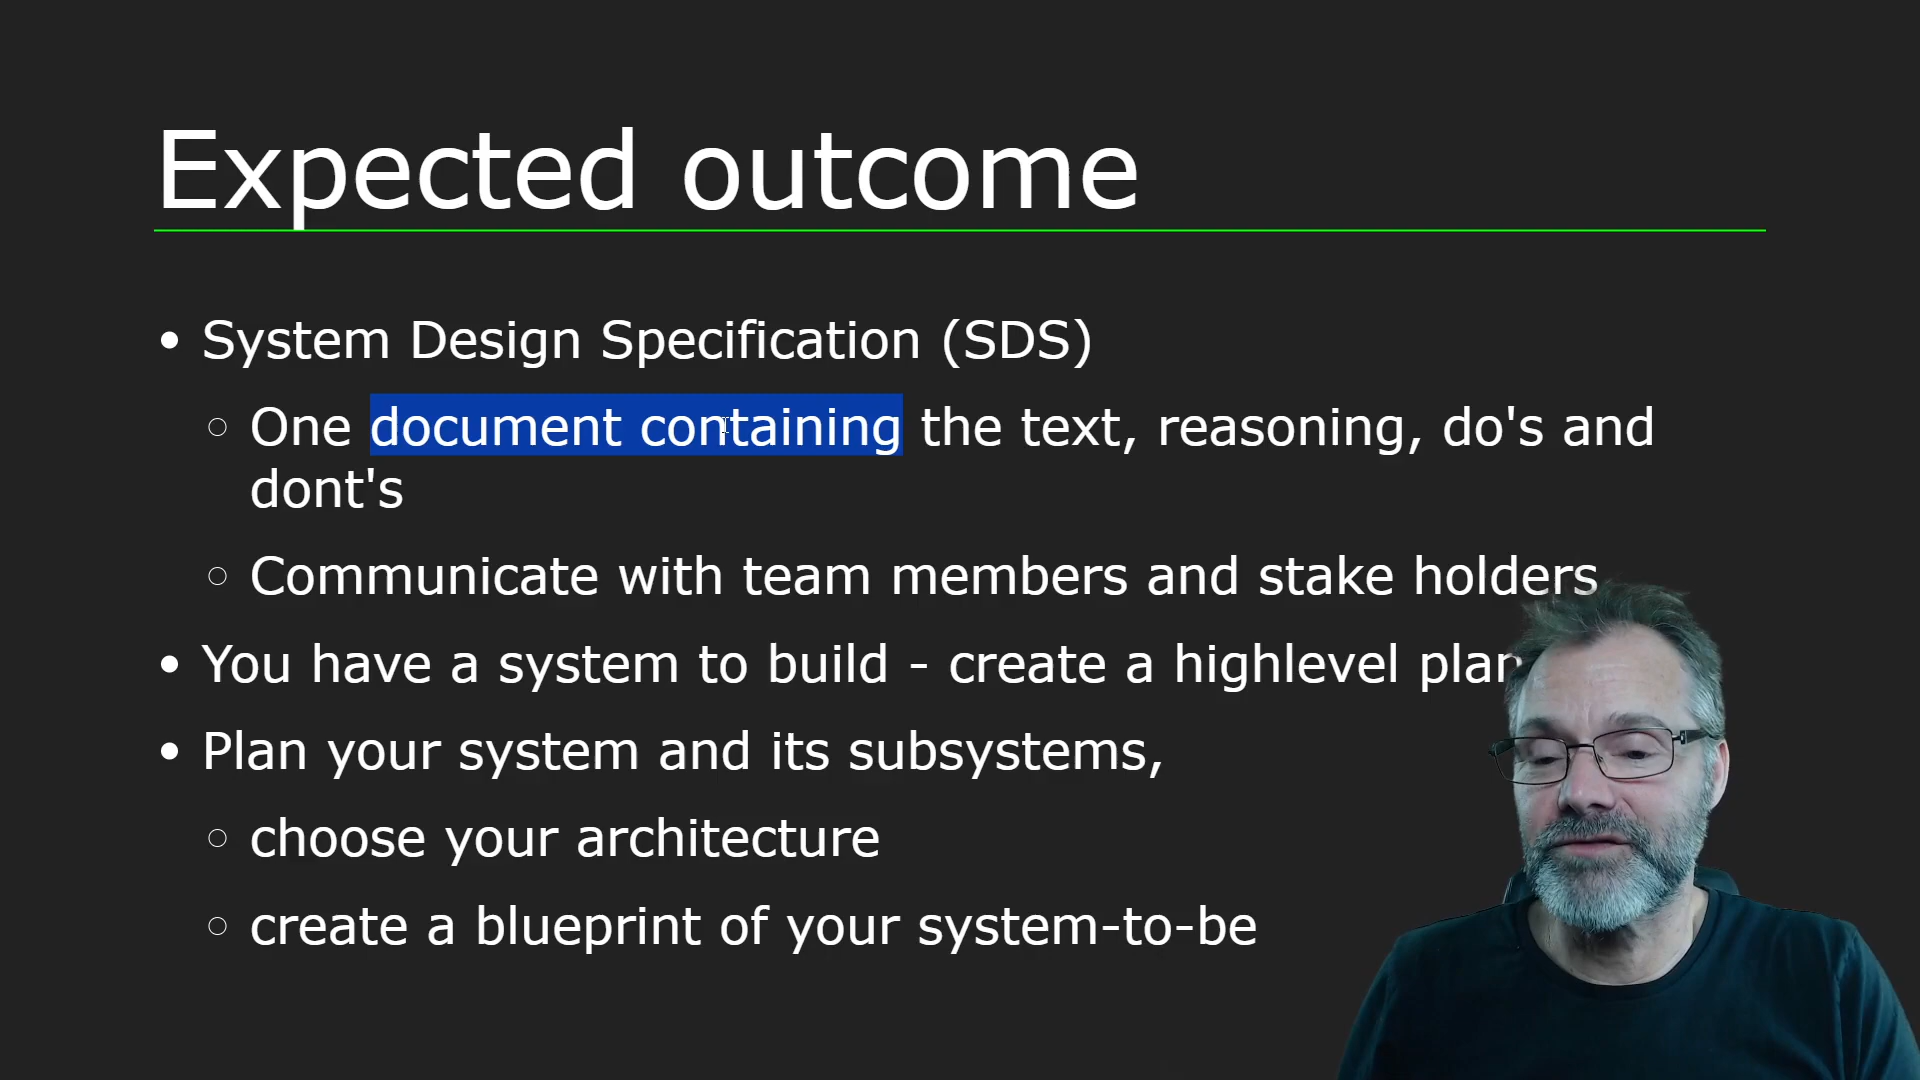 Expected outcome
System Design Specification (SDS)
One document containing the text, reasoning, do's and
dont's
Communicate with team members and stake holders
You have a system to build - create a highlevel plan
Plan your system and its subsystems,
choose your architecture
create a blueprint of your system-to-be